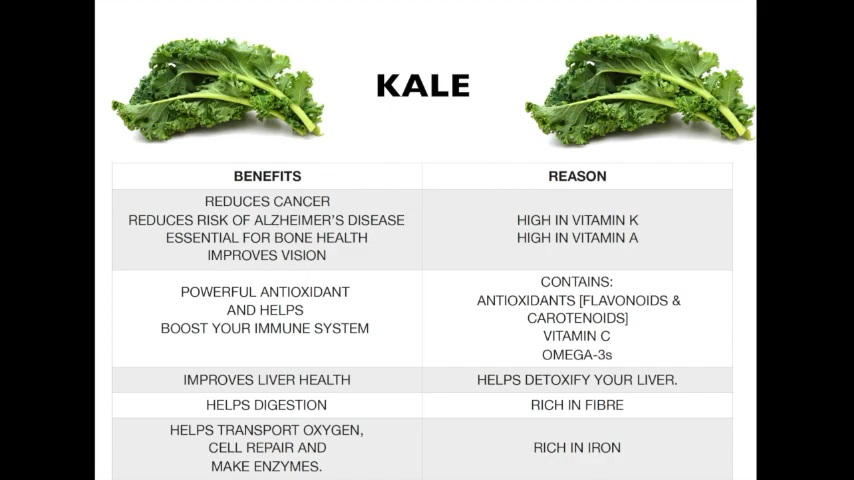 KALE
BENEFITS
REASON
REDUCES CANCER
REDUCES RISK OF ALZHEIMER'S DISEASE
ESSENTIAL FOR BONE HEALTH
IMPROVES VISION
HIGH IN VITAMIN K
HIGH IN VITAMIN A
POWERFUL ANTIOXIDANT
AND HELPS
BOOST YOUR IMMUNE SYSTEM
CONTAINS:
ANTIOXIDANTS [FLAVONOIDS &
CAROTENOIDS]
VITAMIN C
OMEGA-3s
IMPROVES LIVER HEALTH
HELPS DETOXIFY YOUR LIVER.
HELPS DIGESTION
RICH IN FIBRE
HELPS TRANSPORT OXYGEN,
CELL REPAIR AND
MAKE ENZYMES.
RICH IN IRON